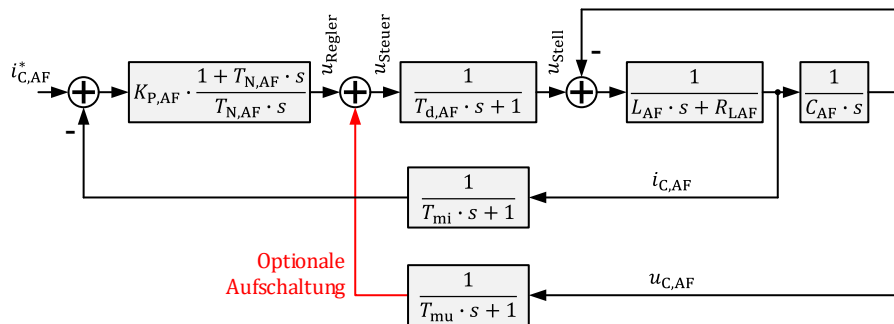 i*C,AF
-
+
KP,AF · (1 + TN,AF · s) / (TN,AF · s)
uRegler
+
uSteuer
1 / (Td,AF · s + 1)
uStell
-
+
1 / (LAF · s + RLAF)
1 / (CAF · s)
1 / (Tmi · s + 1)
iC,AF
Optionale
Aufschaltung
1 / (Tmu · s + 1)
uC,AF